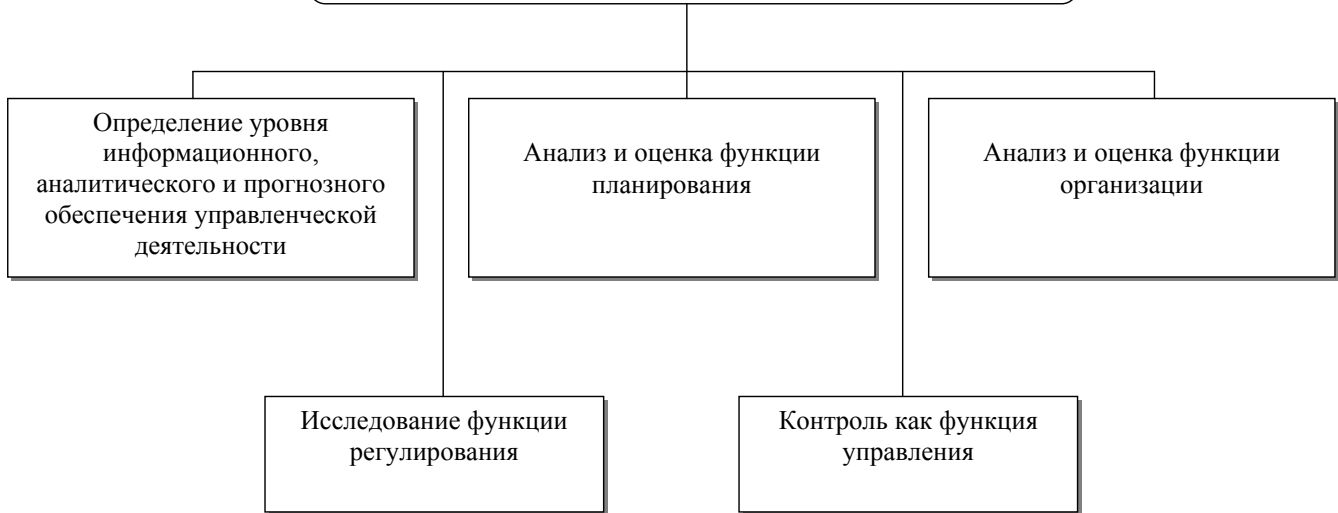 Определение уровня
информационного,
аналитического и прогнозного
обеспечения управленческой
деятельности
Анализ и оценка функции
планирования
Анализ и оценка функции
организации
Исследование функции
регулирования
Контроль как функция
управления